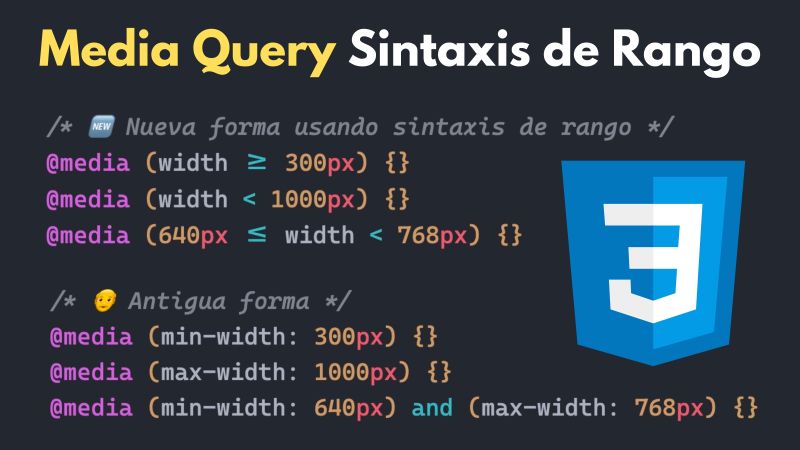 Media Query Sintaxis de Rango
/* 🆕 Nueva forma usando sintaxis de rango */
@media (width ≥ 300px) {}
@media (width < 1000px) {}
@media (640px ≤ width < 768px) {}
/* 👴 Antigua forma */
@media (min-width: 300px) {}
@media (max-width: 1000px) {}
@media (min-width: 640px) and (max-width: 768px) {}
3